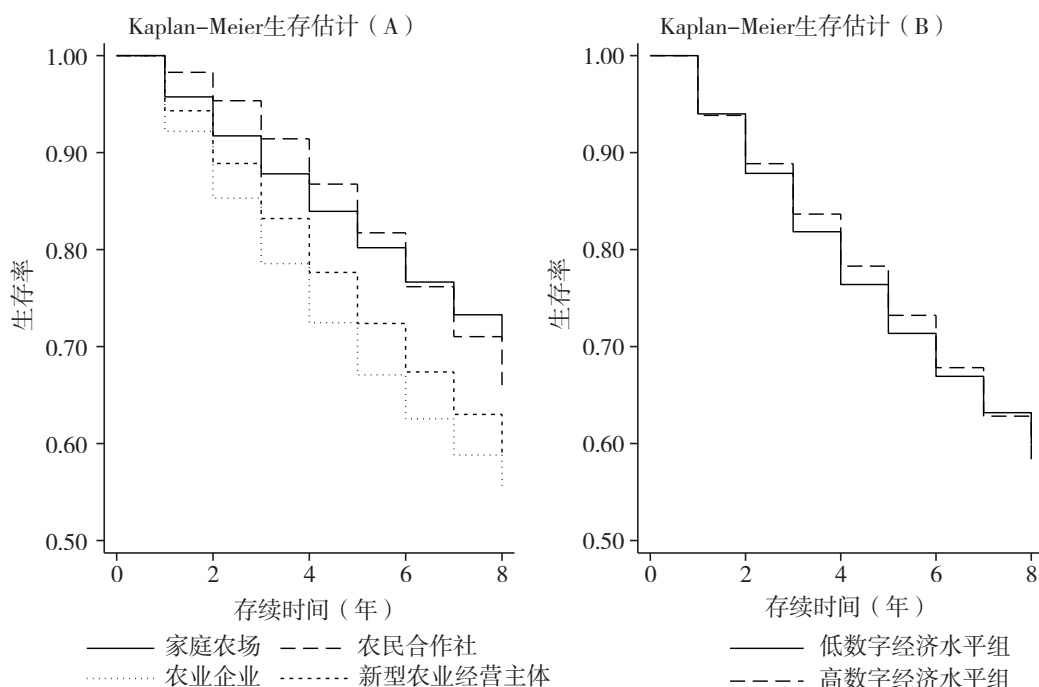 Kaplan-Meier生存估计（A）
1.00
0.90
0.80
0.70
0.60
0.50
生存率
0 2 4 6 8
存续时间（年）
家庭农场 农民合作社
农业企业 新型农业经营主体
Kaplan-Meier生存估计（B）
1.00
0.90
0.80
0.70
0.60
0.50
生存率
0 2 4 6 8
存续时间（年）
低数字经济水平组
高数字经济水平组